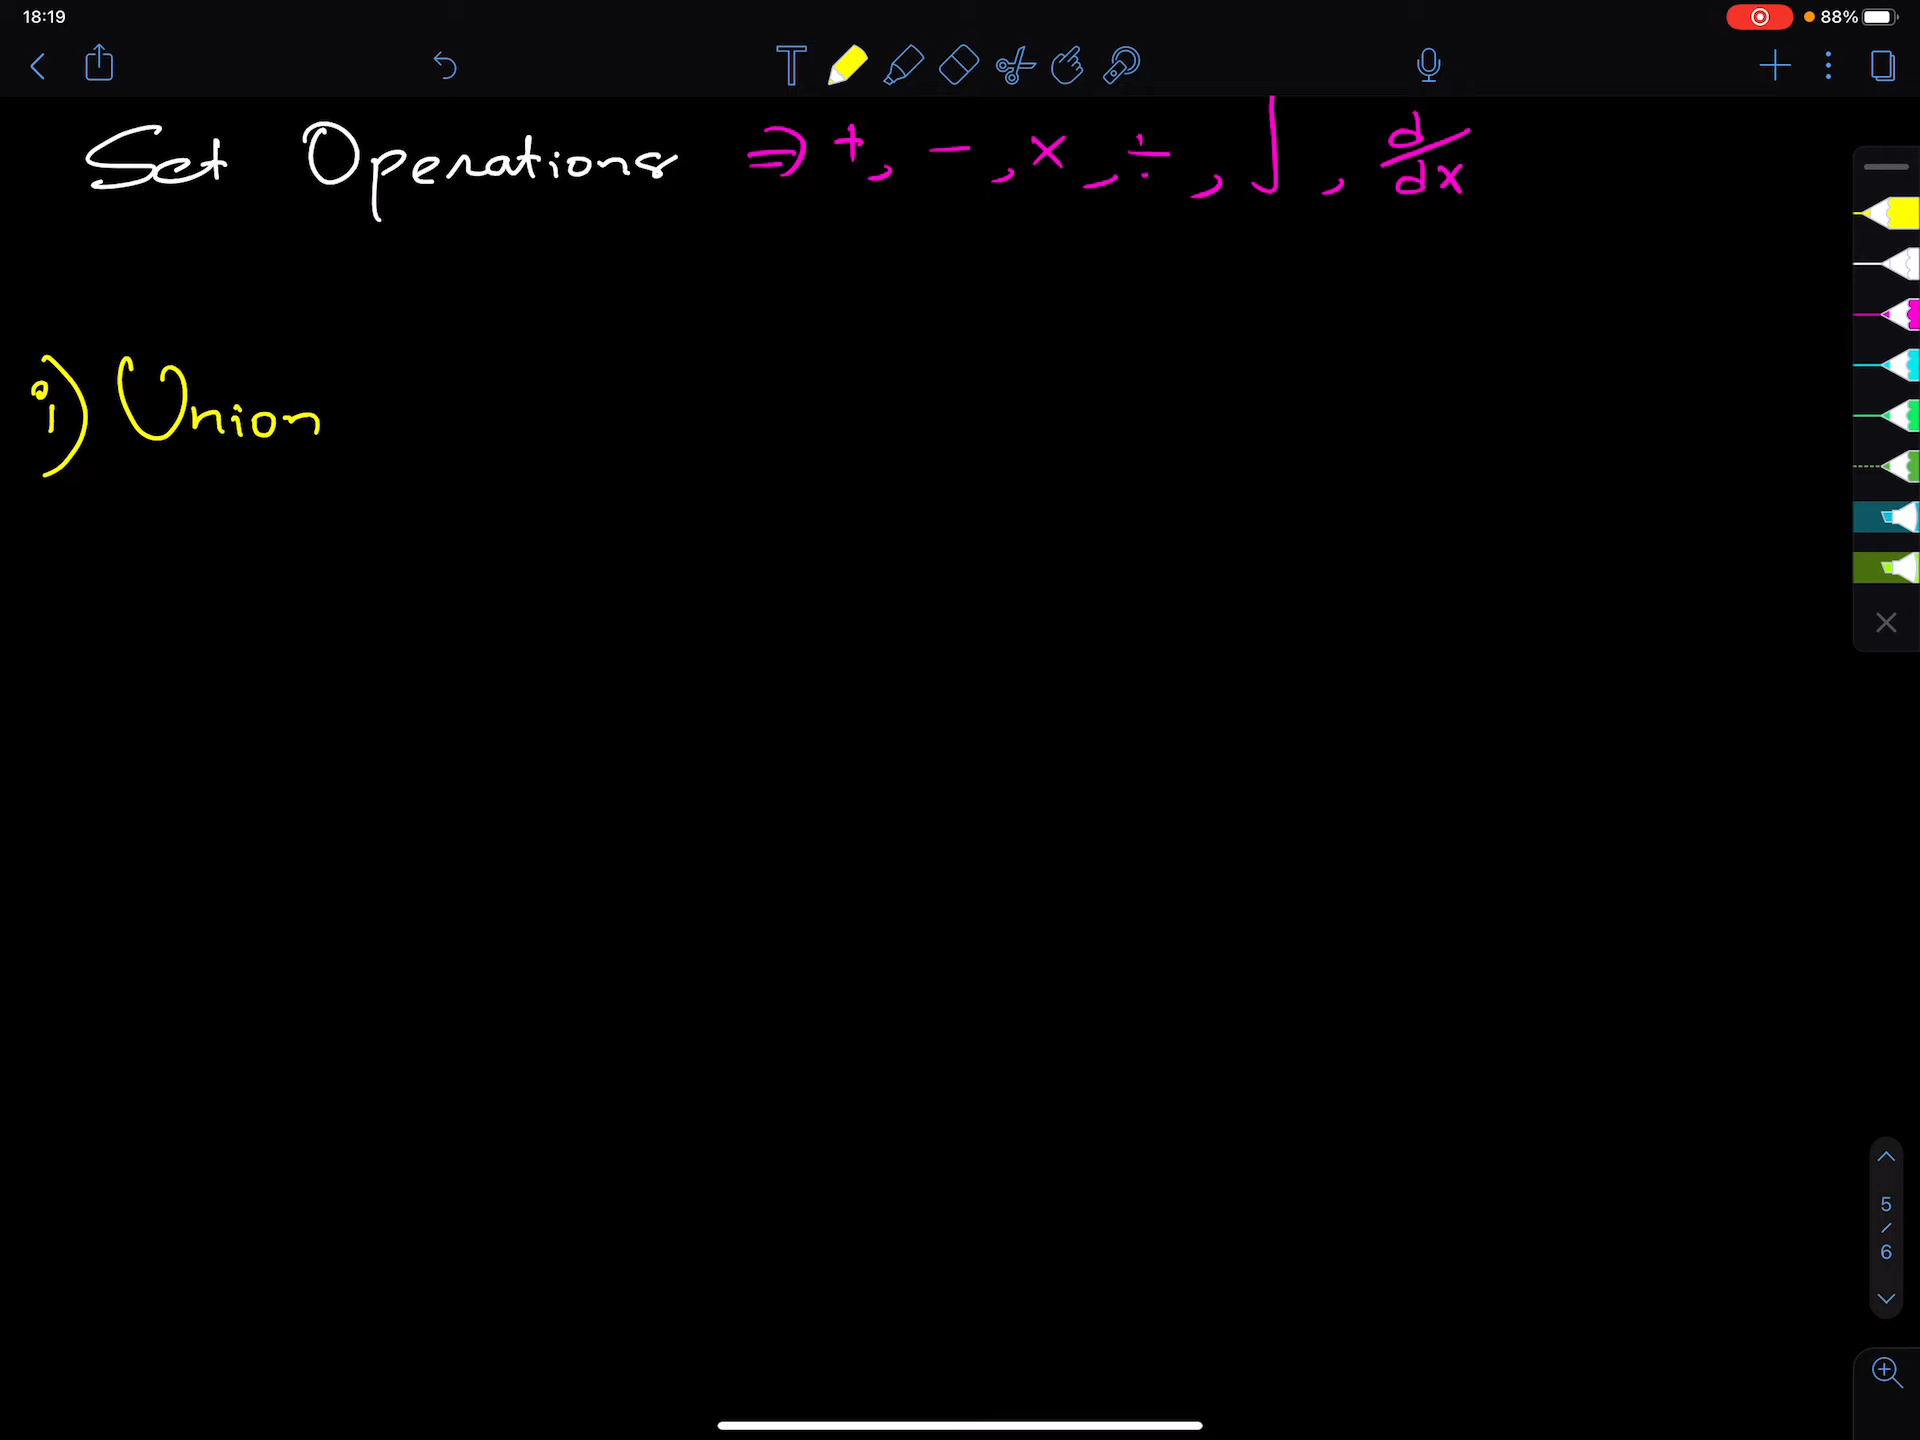 18:19
88%
Set Operations ⇒ +, −, ×, ÷, ∫, d/dx
i) Union
5
/
6